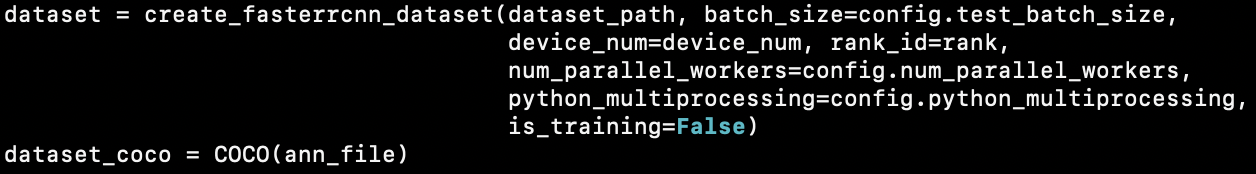 dataset = create_fasterrcnn_dataset(dataset_path, batch_size=config.test_batch_size,
                                    device_num=device_num, rank_id=rank,
                                    num_parallel_workers=config.num_parallel_workers,
                                    python_multiprocessing=config.python_multiprocessing,
                                    is_training=False)
dataset_coco = COCO(ann_file)